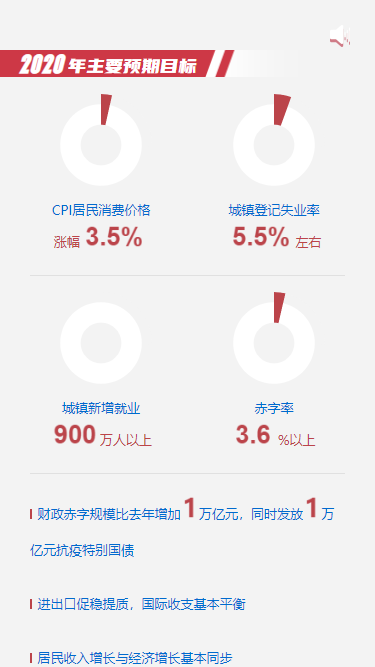 2020年主要预期目标
CPI居民消费价格
涨幅 3.5%
城镇登记失业率
5.5% 左右
城镇新增就业
900 万人以上
赤字率
3.6 %以上
财政赤字规模比去年增加1万亿元，同时发放1万
亿元抗疫特别国债
进出口促稳提质，国际收支基本平衡
居民收入增长与经济增长基本同步